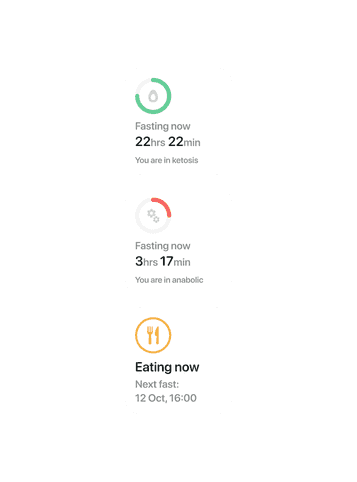 Fasting now
22hrs 22min
You are in ketosis
Fasting now
3hrs 17min
You are in anabolic
Eating now
Next fast:
12 Oct, 16:00